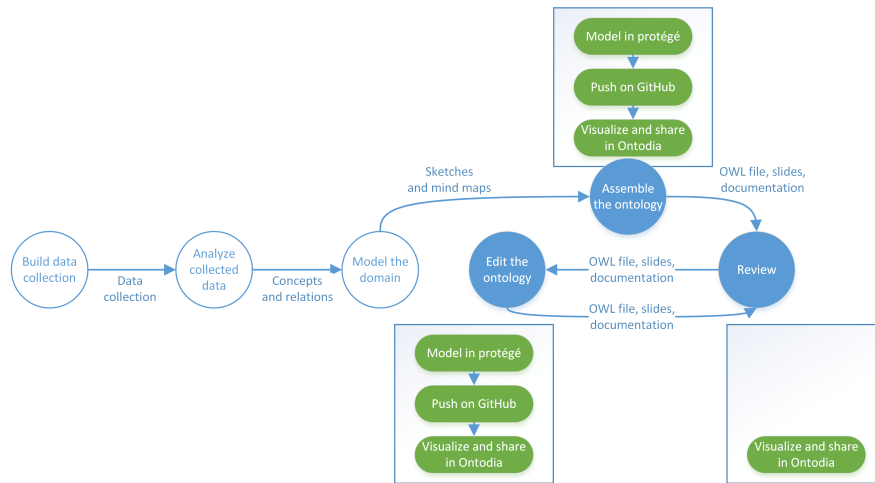 Model in protégé
Push on GitHub
Visualize and share
in Ontodia
Sketches
and mind maps
Assemble
the ontology
OWL file, slides,
documentation
Build data
collection
Data
collection
Analyze
collected
data
Concepts
and relations
Model the
domain
Edit the
ontology
OWL file, slides,
documentation
Review
OWL file, slides,
documentation
Model in protégé
Push on GitHub
Visualize and share
in Ontodia
Visualize and share
in Ontodia